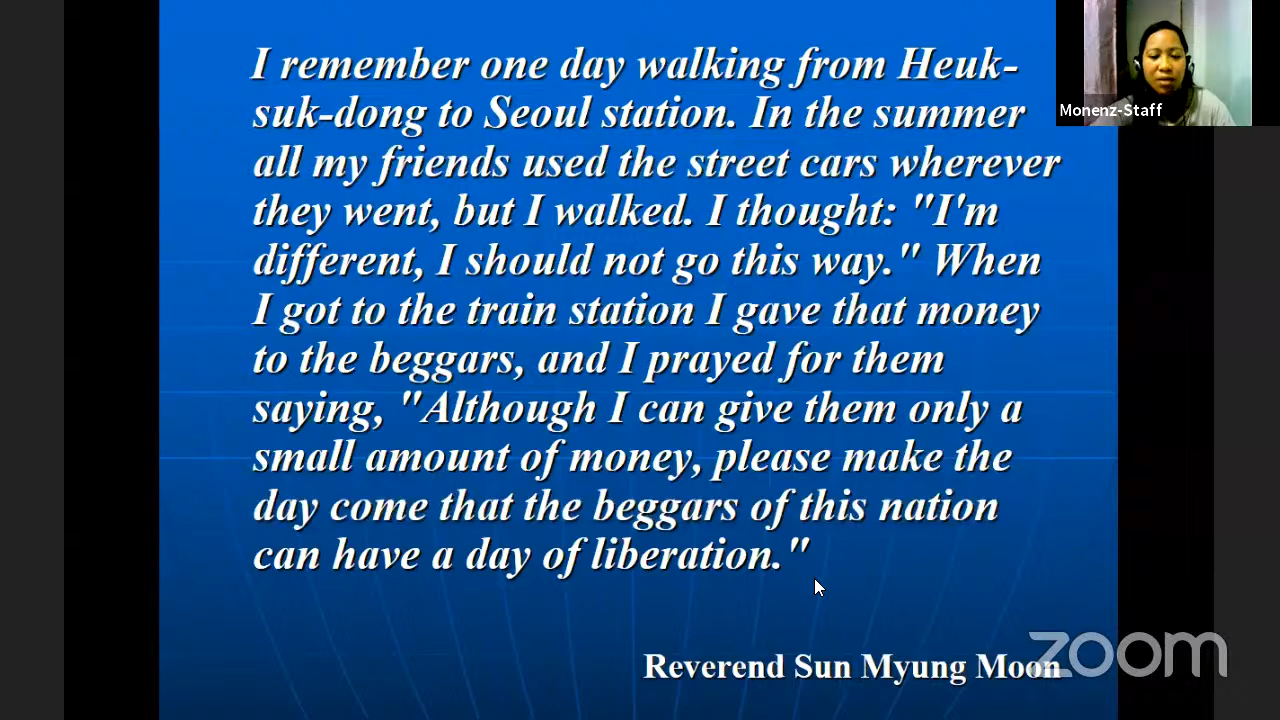 I remember one day walking from Heuk-
suk-dong to Seoul station. In the summer
all my friends used the street cars wherever
they went, but I walked. I thought: "I'm
different, I should not go this way." When
I got to the train station I gave that money
to the beggars, and I prayed for them
saying, "Although I can give them only a
small amount of money, please make the
day come that the beggars of this nation
can have a day of liberation."
Reverend Sun Myung Moon
Monenz-Staff
zoom